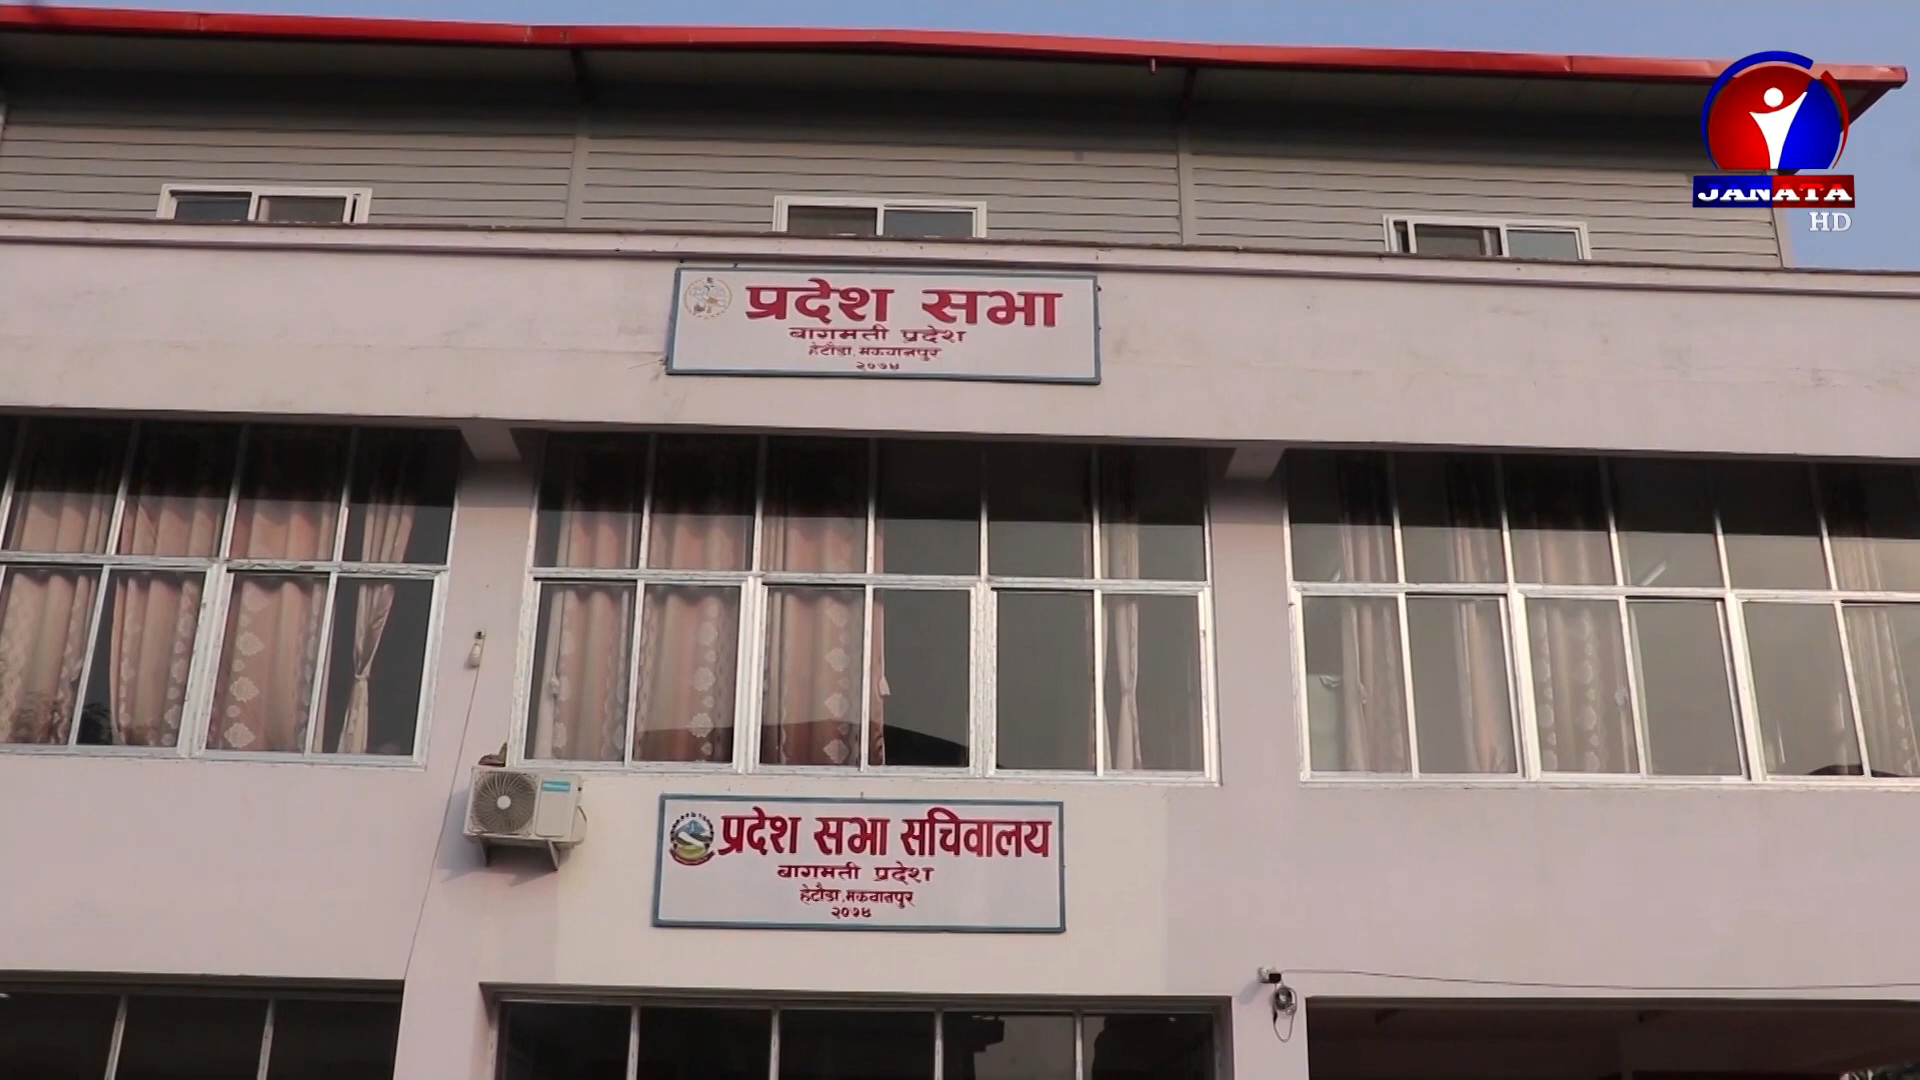 JANATA
HD
प्रदेश सभा
बागमती प्रदेश
हेटौंडा, मकवानपुर
२०७४
प्रदेश सभा सचिवालय
बागमती प्रदेश
हेटौंडा, मकवानपुर
२०७४